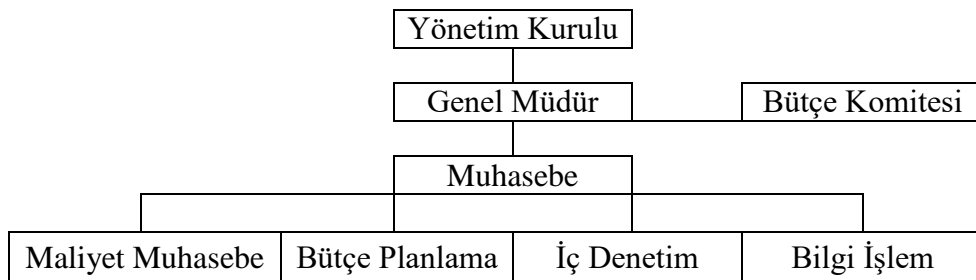 Yönetim Kurulu
Genel Müdür
Bütçe Komitesi
Muhasebe
Maliyet Muhasebe
Bütçe Planlama
İç Denetim
Bilgi İşlem